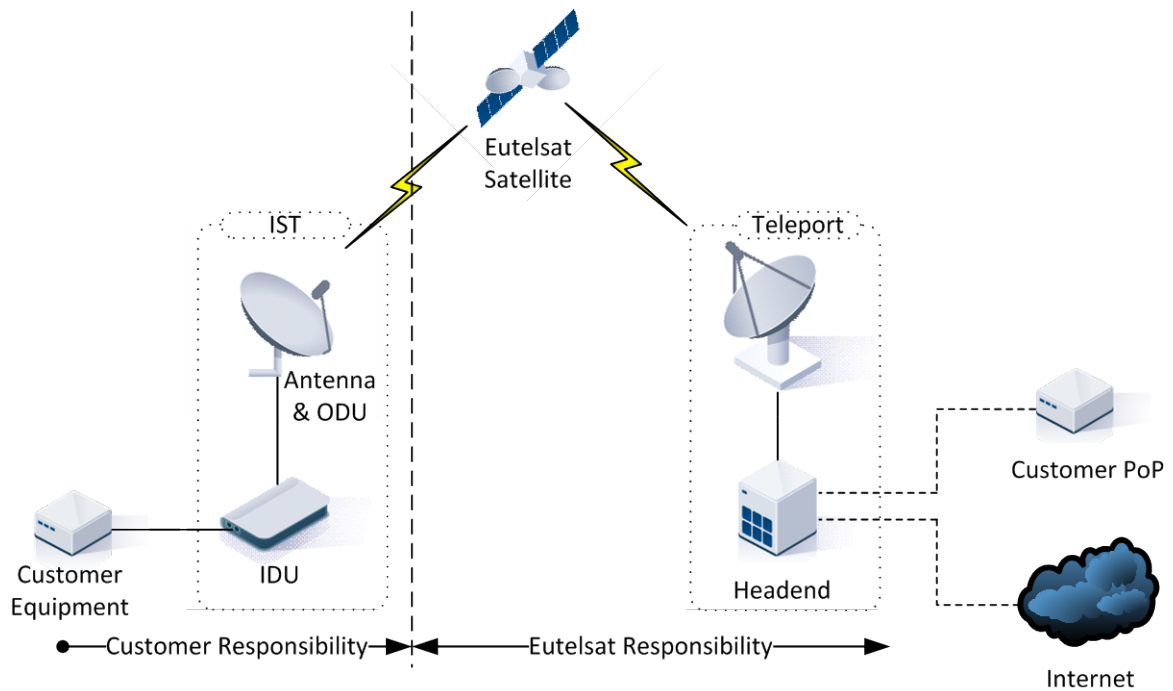 Eutelsat
Satellite
IST
Teleport
Antenna
& ODU
Customer PoP
IDU
Customer
Equipment
Headend
Customer Responsibility
Eutelsat Responsibility
Internet